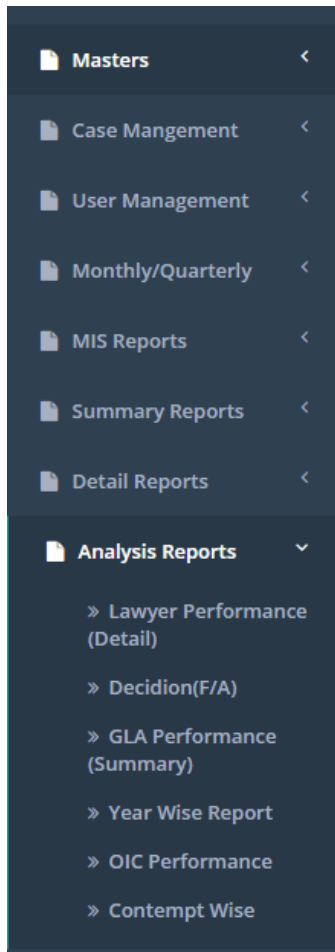 Masters
Case Mangement
User Management
Monthly/Quarterly
MIS Reports
Summary Reports
Detail Reports
Analysis Reports
» Lawyer Performance
(Detail)
» Decidion(F/A)
» GLA Performance
(Summary)
» Year Wise Report
» OIC Performance
» Contempt Wise